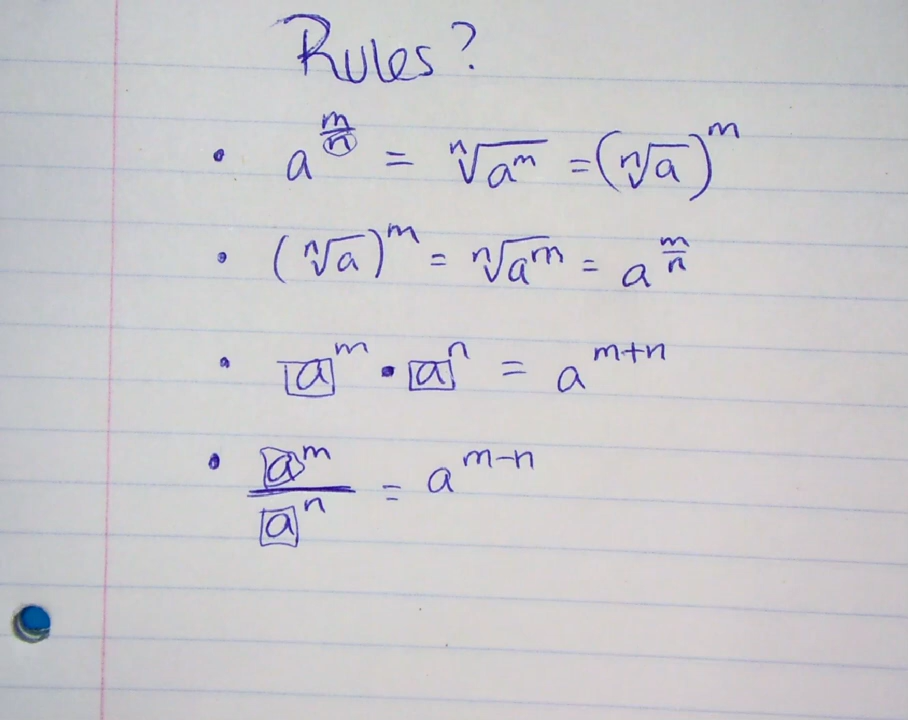 Rules?
• a^(m/n) = ⁿ√(a^m) = (ⁿ√a)^m
• (ⁿ√a)^m = ⁿ√(a^m) = a^(m/n)
• a^m • a^n = a^(m+n)
• a^m / a^n = a^(m-n)